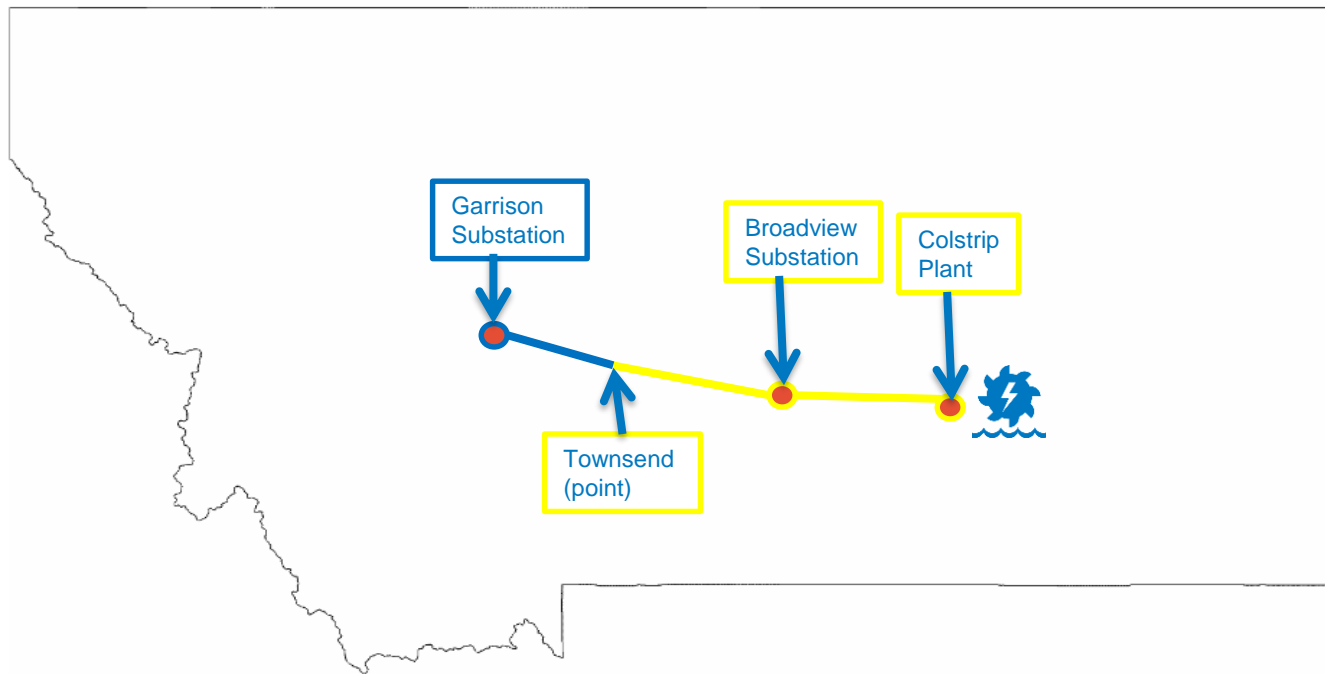 Garrison
Substation
Broadview
Substation
Colstrip
Plant
Townsend
(point)